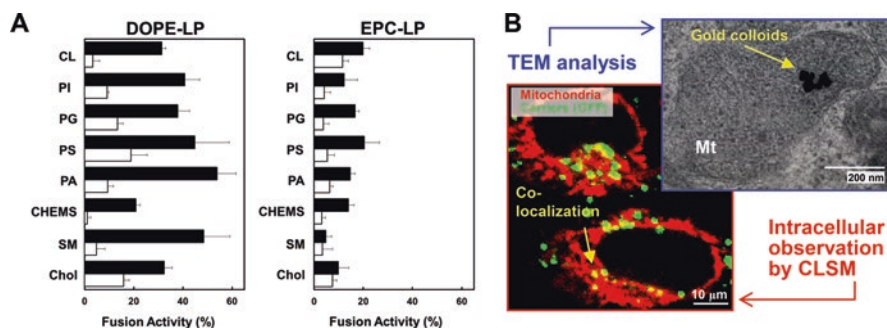 A
DOPE-LP
CL
PI
PG
PS
PA
CHEMS
SM
Chol
0
20
40
60
Fusion Activity (%)
EPC-LP
CL
PI
PG
PS
PA
CHEMS
SM
Chol
0
20
40
60
Fusion Activity (%)
B
TEM analysis
Gold colloids
Mt
200 nm
Mitochondria
Carriers (GFP)
Co-
localization
10 μm
Intracellular
observation
by CLSM